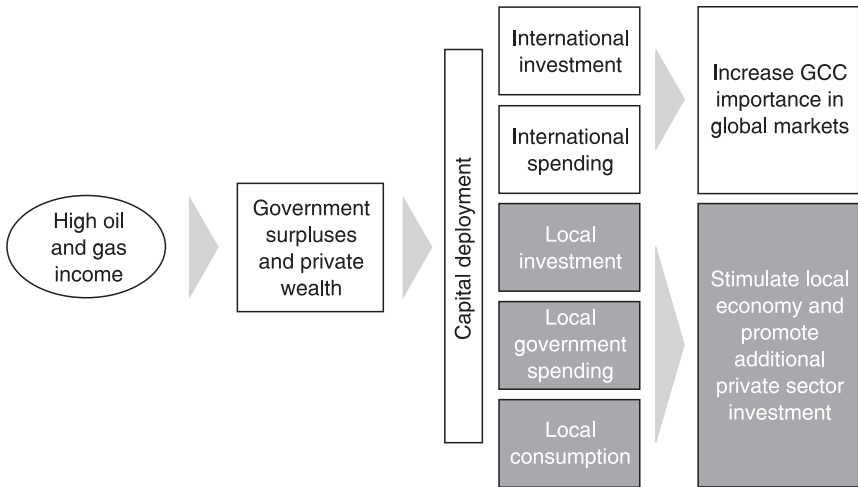 High oil
and gas
income
Government
surpluses
and private
wealth
Capital deployment
International
investment
International
spending
Local
investment
Local
government
spending
Local
consumption
Increase GCC
importance in
global markets
Stimulate local
economy and
promote
additional
private sector
investment